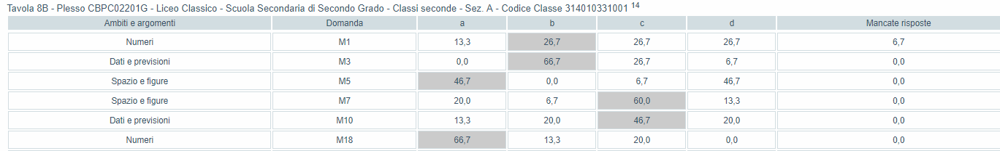 Tavola 8B - Plesso CBPC02201G - Liceo Classico - Scuola Secondaria di Secondo Grado - Classi seconde - Sez. A - Codice Classe 314010331001 14
Ambiti e argomenti Domanda a b c d Mancate risposte
Numeri M1 13,3 26,7 26,7 26,7 6,7
Dati e previsioni M3 0,0 66,7 26,7 6,7 0,0
Spazio e figure M5 46,7 0,0 6,7 46,7 0,0
Spazio e figure M7 20,0 6,7 60,0 13,3 0,0
Dati e previsioni M10 13,3 20,0 46,7 20,0 0,0
Numeri M18 66,7 13,3 20,0 0,0 0,0